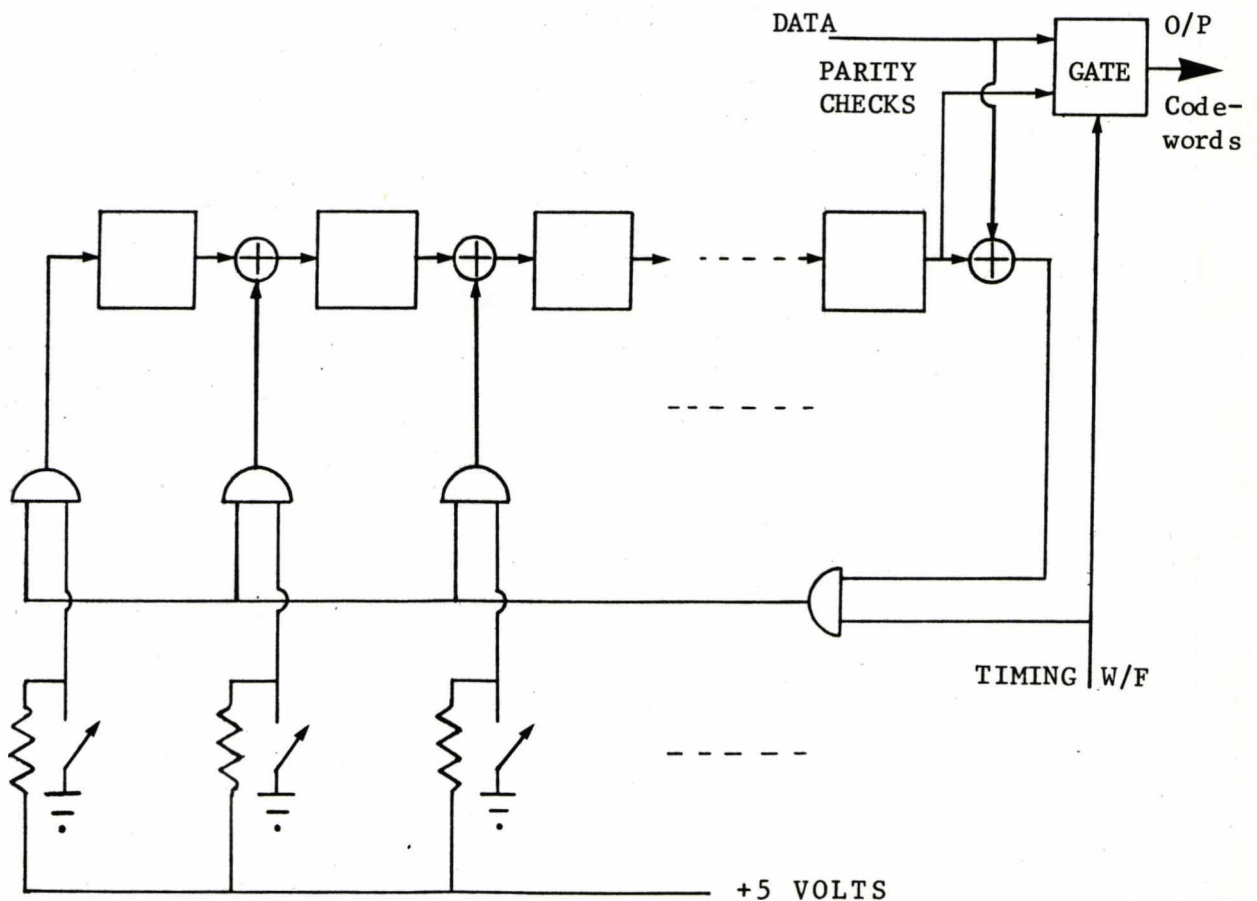 DATA
O/P
PARITY
CHECKS
GATE
Code-
words
TIMING W/F
+5 VOLTS